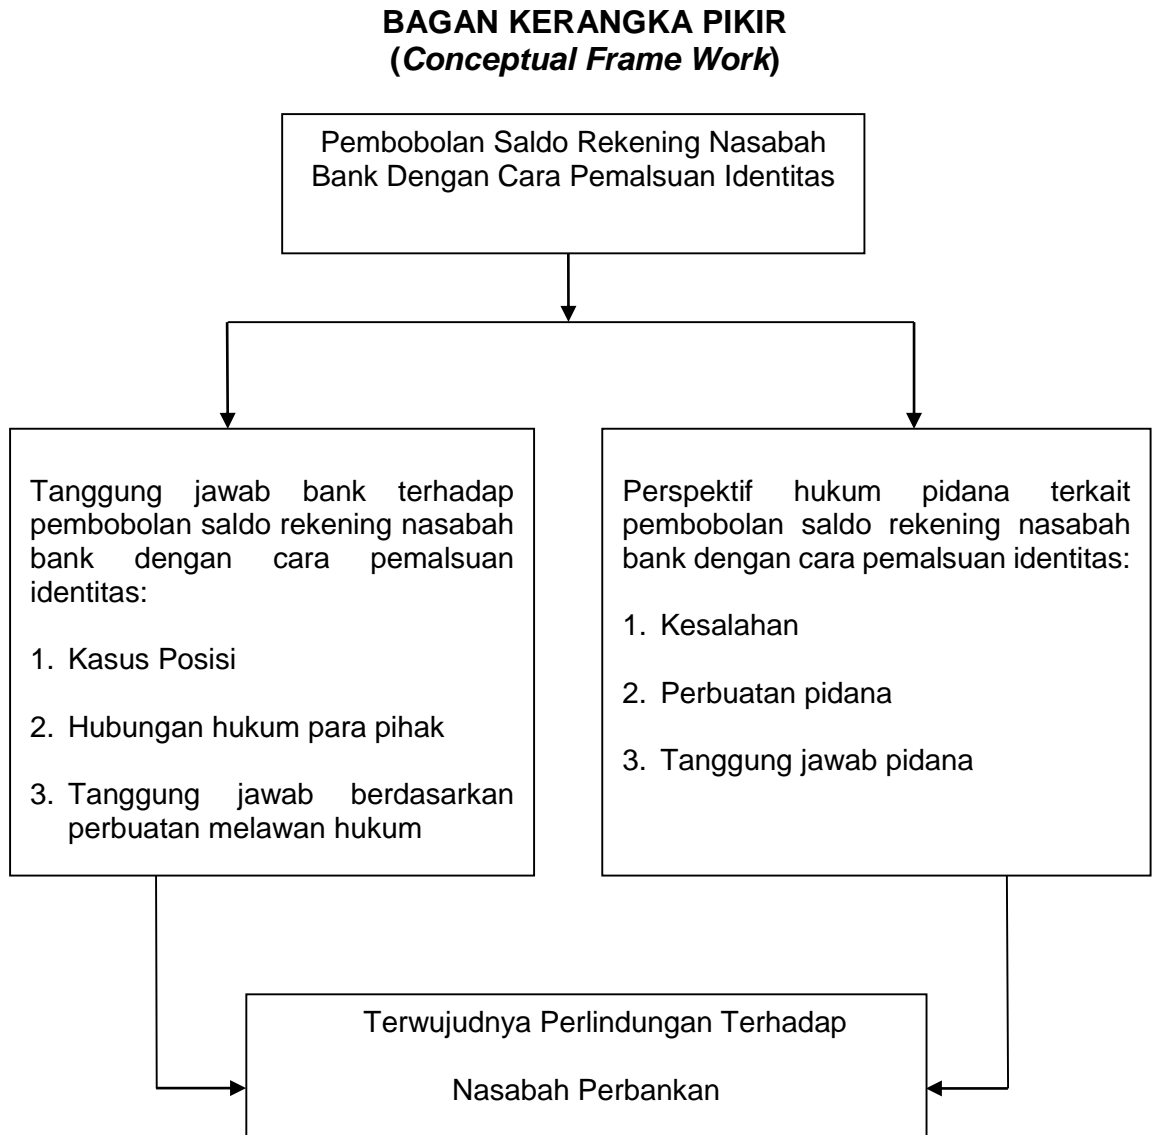 BAGAN KERANGKA PIKIR
(Conceptual Frame Work)
Pembobolan Saldo Rekening Nasabah
Bank Dengan Cara Pemalsuan Identitas
Tanggung jawab bank terhadap
pembobolan saldo rekening nasabah
bank dengan cara pemalsuan
identitas:
1. Kasus Posisi
2. Hubungan hukum para pihak
3. Tanggung jawab berdasarkan
perbuatan melawan hukum
Perspektif hukum pidana terkait
pembobolan saldo rekening nasabah
bank dengan cara pemalsuan identitas:
1. Kesalahan
2. Perbuatan pidana
3. Tanggung jawab pidana
Terwujudnya Perlindungan Terhadap
Nasabah Perbankan